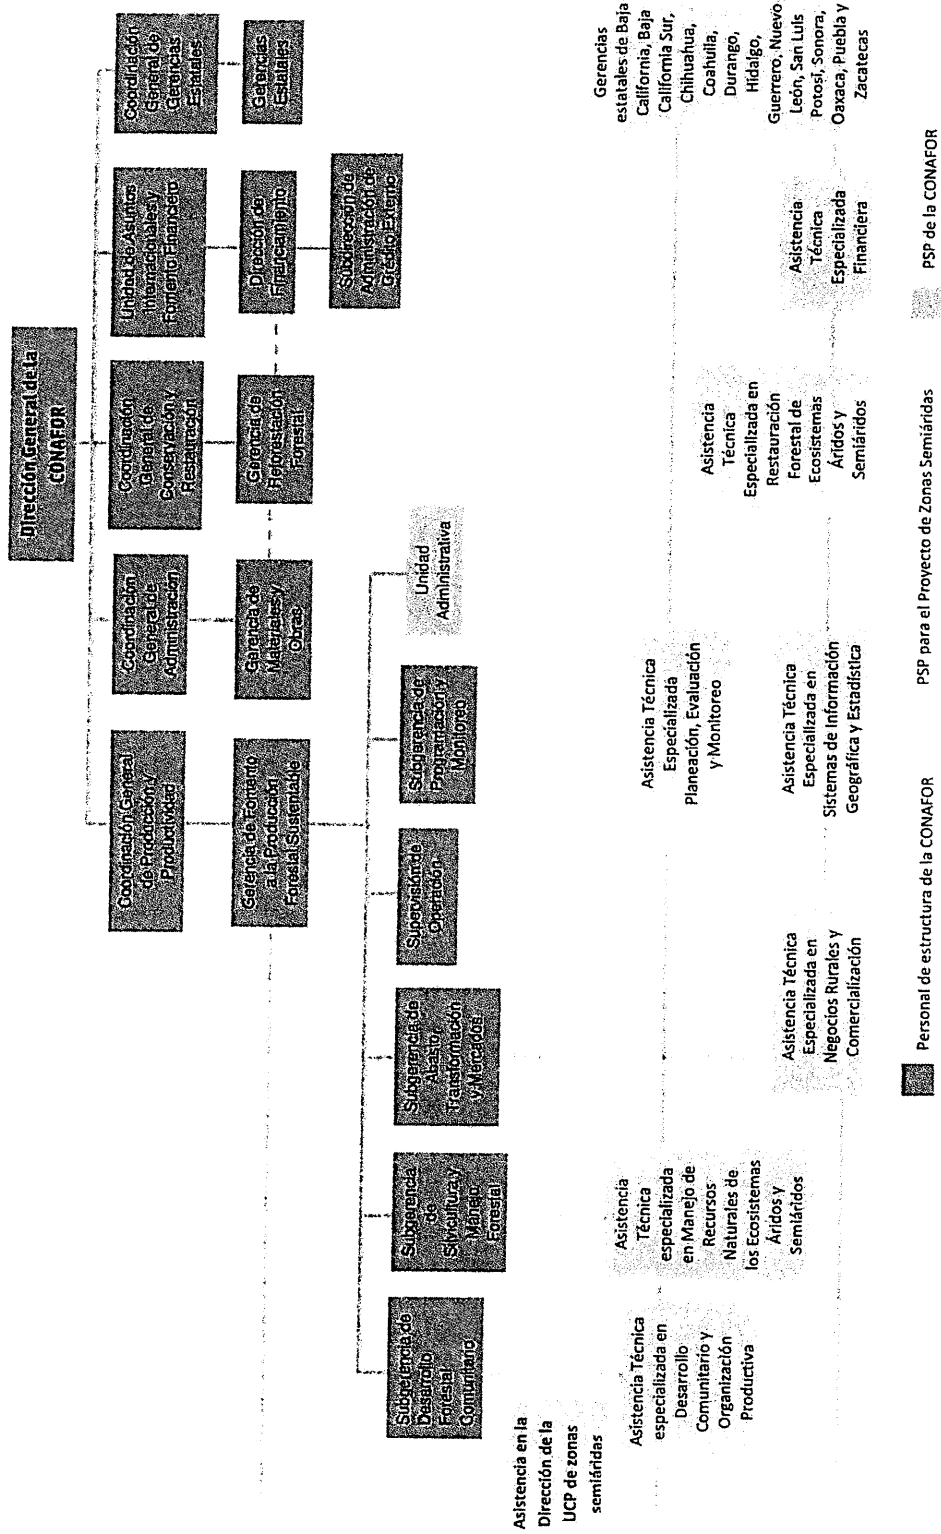 Dirección General de la
CONAFOR
Coordinación General
de Producción y
Productividad
Coordinación
General de
Administración
Coordinación
General de
Conservación y
Restauración
Unidad de Asuntos
Internacionales y
Fomento Financiero
Coordinación
General de
Gerencias
Estatales
Gerencia de Fomento
a la Producción
Forestal Sustentable
Gerencia de
Materiales y
Obras
Gerencia de
Reforestación
Forestal
Dirección de
Financiamiento
Gerencias
Estatales
Subdirección de
Administración de
Crédito Externo
Subgerencia de
Desarrollo
Forestal
Comunitario
Subgerencia
de
Silvicultura y
Manejo
Forestal
Subgerencia de
Abasto,
Transformación
y Mercados
Supervisión de
Operación
Subgerencia de
Programación y
Monitoreo
Unidad
Administrativa
Asistencia en la
Dirección de la
UCP de zonas
semiáridas
Asistencia Técnica
especializada en
Desarrollo
Comunitario y
Organización
Productiva
Asistencia
Técnica
especializada
en Manejo de
Recursos
Naturales de
los Ecosistemas
Áridos y
Semiáridos
Asistencia Técnica
Especializada en
Negocios Rurales y
Comercialización
Asistencia Técnica
Especializada
Planeación, Evaluación
y Monitoreo
Asistencia Técnica
Especializada en
Sistemas de Información
Geográfica y Estadística
Asistencia
Técnica
Especializada en
Restauración
Forestal de
Ecosistemas
Áridos y
Semiáridos
Asistencia
Técnica
Especializada
Financiera
Gerencias
estatales de Baja
California, Baja
California Sur,
Chihuahua,
Coahuila,
Durango,
Hidalgo,
Guerrero, Nuevo
León, San Luis
Potosí, Sonora,
Oaxaca, Puebla y
Zacatecas
Personal de estructura de la CONAFOR
PSP para el Proyecto de Zonas Semiáridas
PSP de la CONAFOR